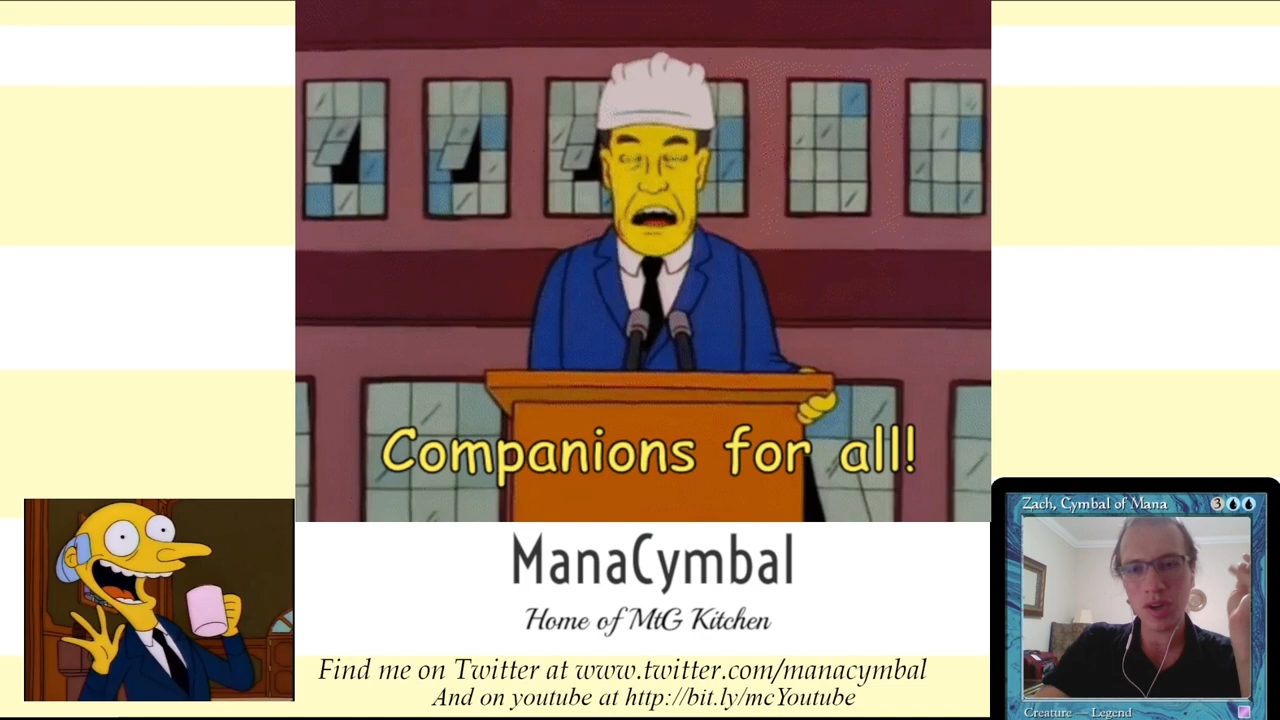 Companions for all!
ManaCymbal
Home of MtG Kitchen
Find me on Twitter at www.twitter.com/manacymbal
And on youtube at http://bit.ly/mcYoutube
Zach, Cymbal of Mana 3
Creature — Legend